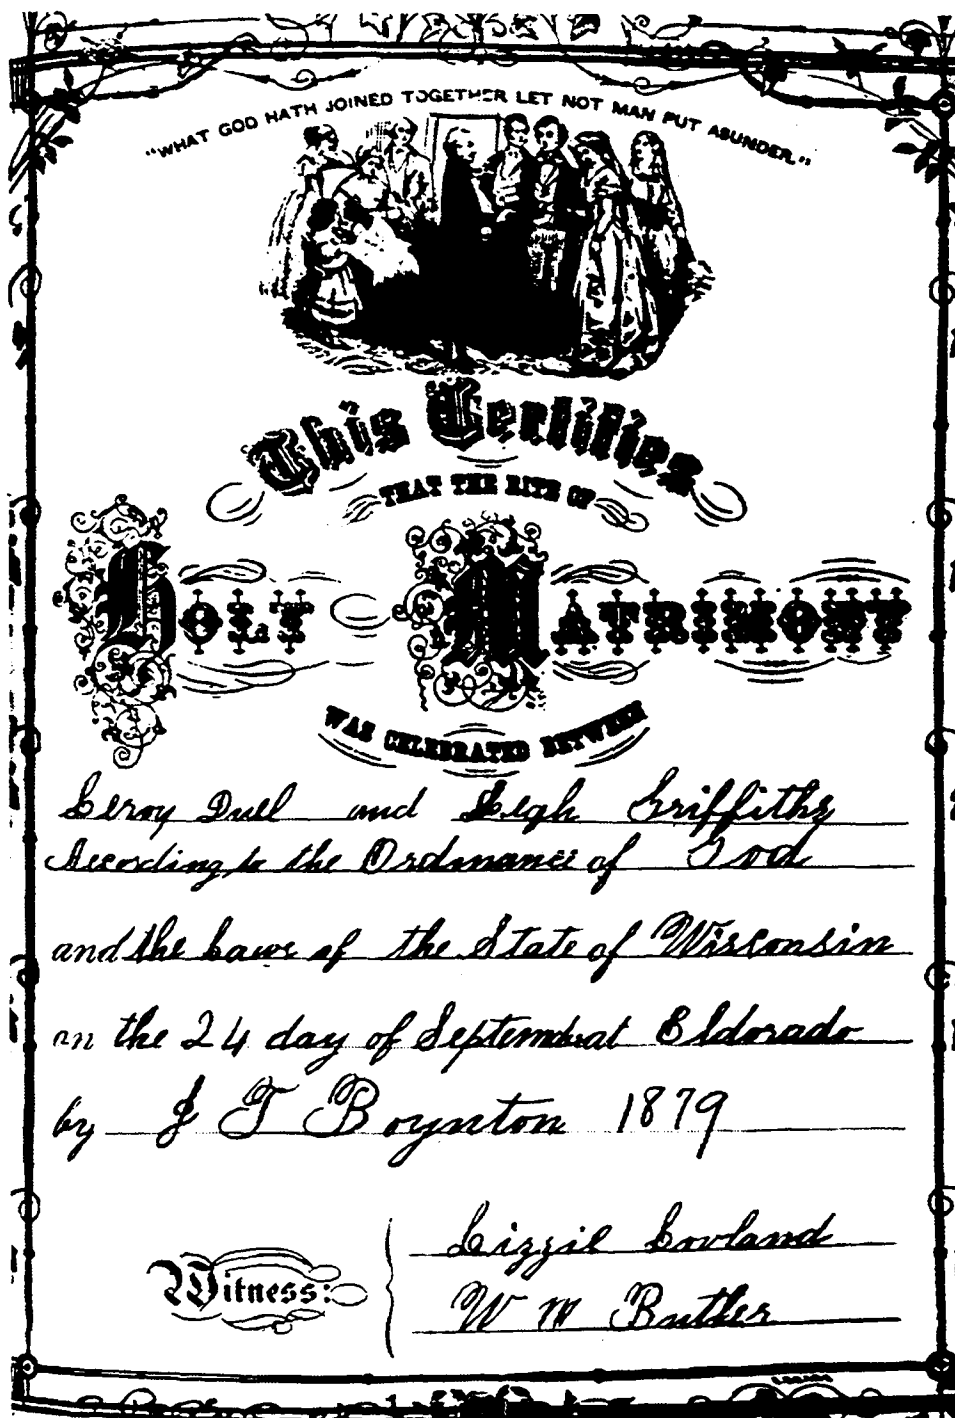 "WHAT GOD HATH JOINED TOGETHER LET NOT MAN PUT ASUNDER."
This Certifies
THAT THE RITE OF
HOLY MATRIMONY
WAS CELEBRATED BETWEEN
Leroy Duel and Leigh Griffiths
According to the Ordinance of God
and the Laws of the State of Wisconsin
on the 24 day of September at Eldorado
by J T Boynton 1879
Witness:
Lizzie Lovland
W M Butler